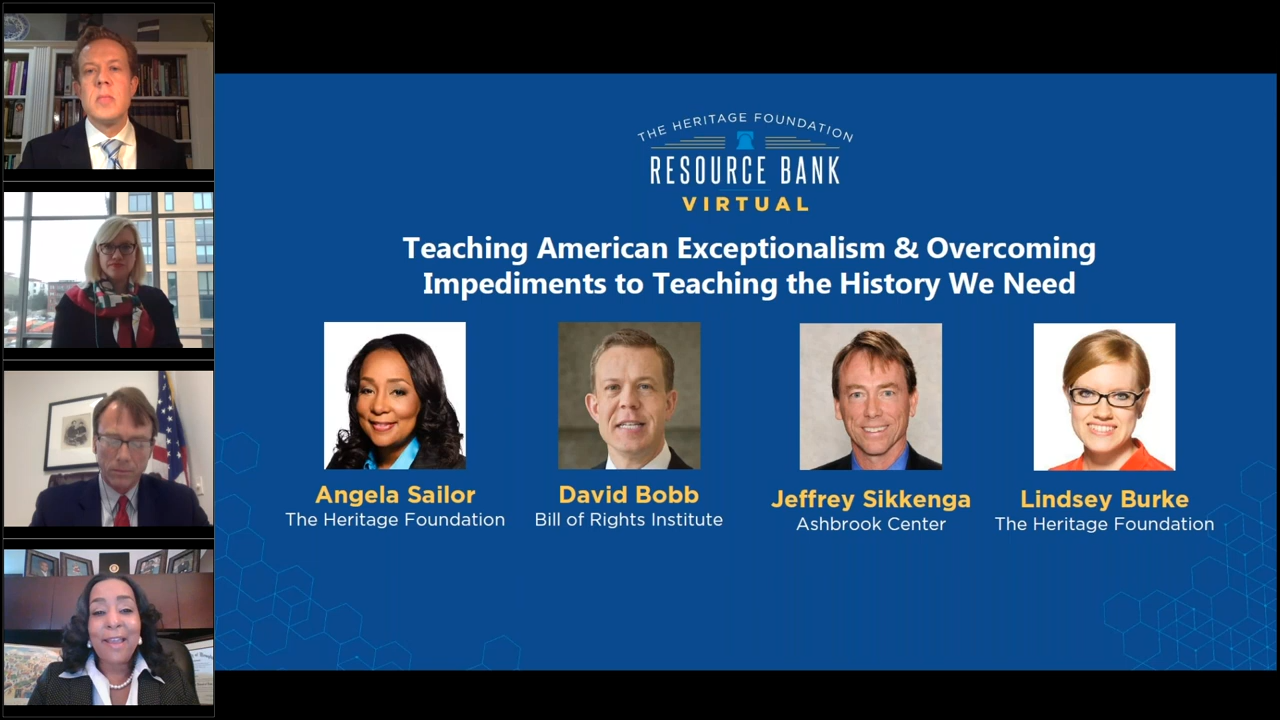 THE HERITAGE FOUNDATION
RESOURCE BANK
VIRTUAL
Teaching American Exceptionalism & Overcoming
Impediments to Teaching the History We Need
Angela Sailor
The Heritage Foundation
David Bobb
Bill of Rights Institute
Jeffrey Sikkenga
Ashbrook Center
Lindsey Burke
The Heritage Foundation